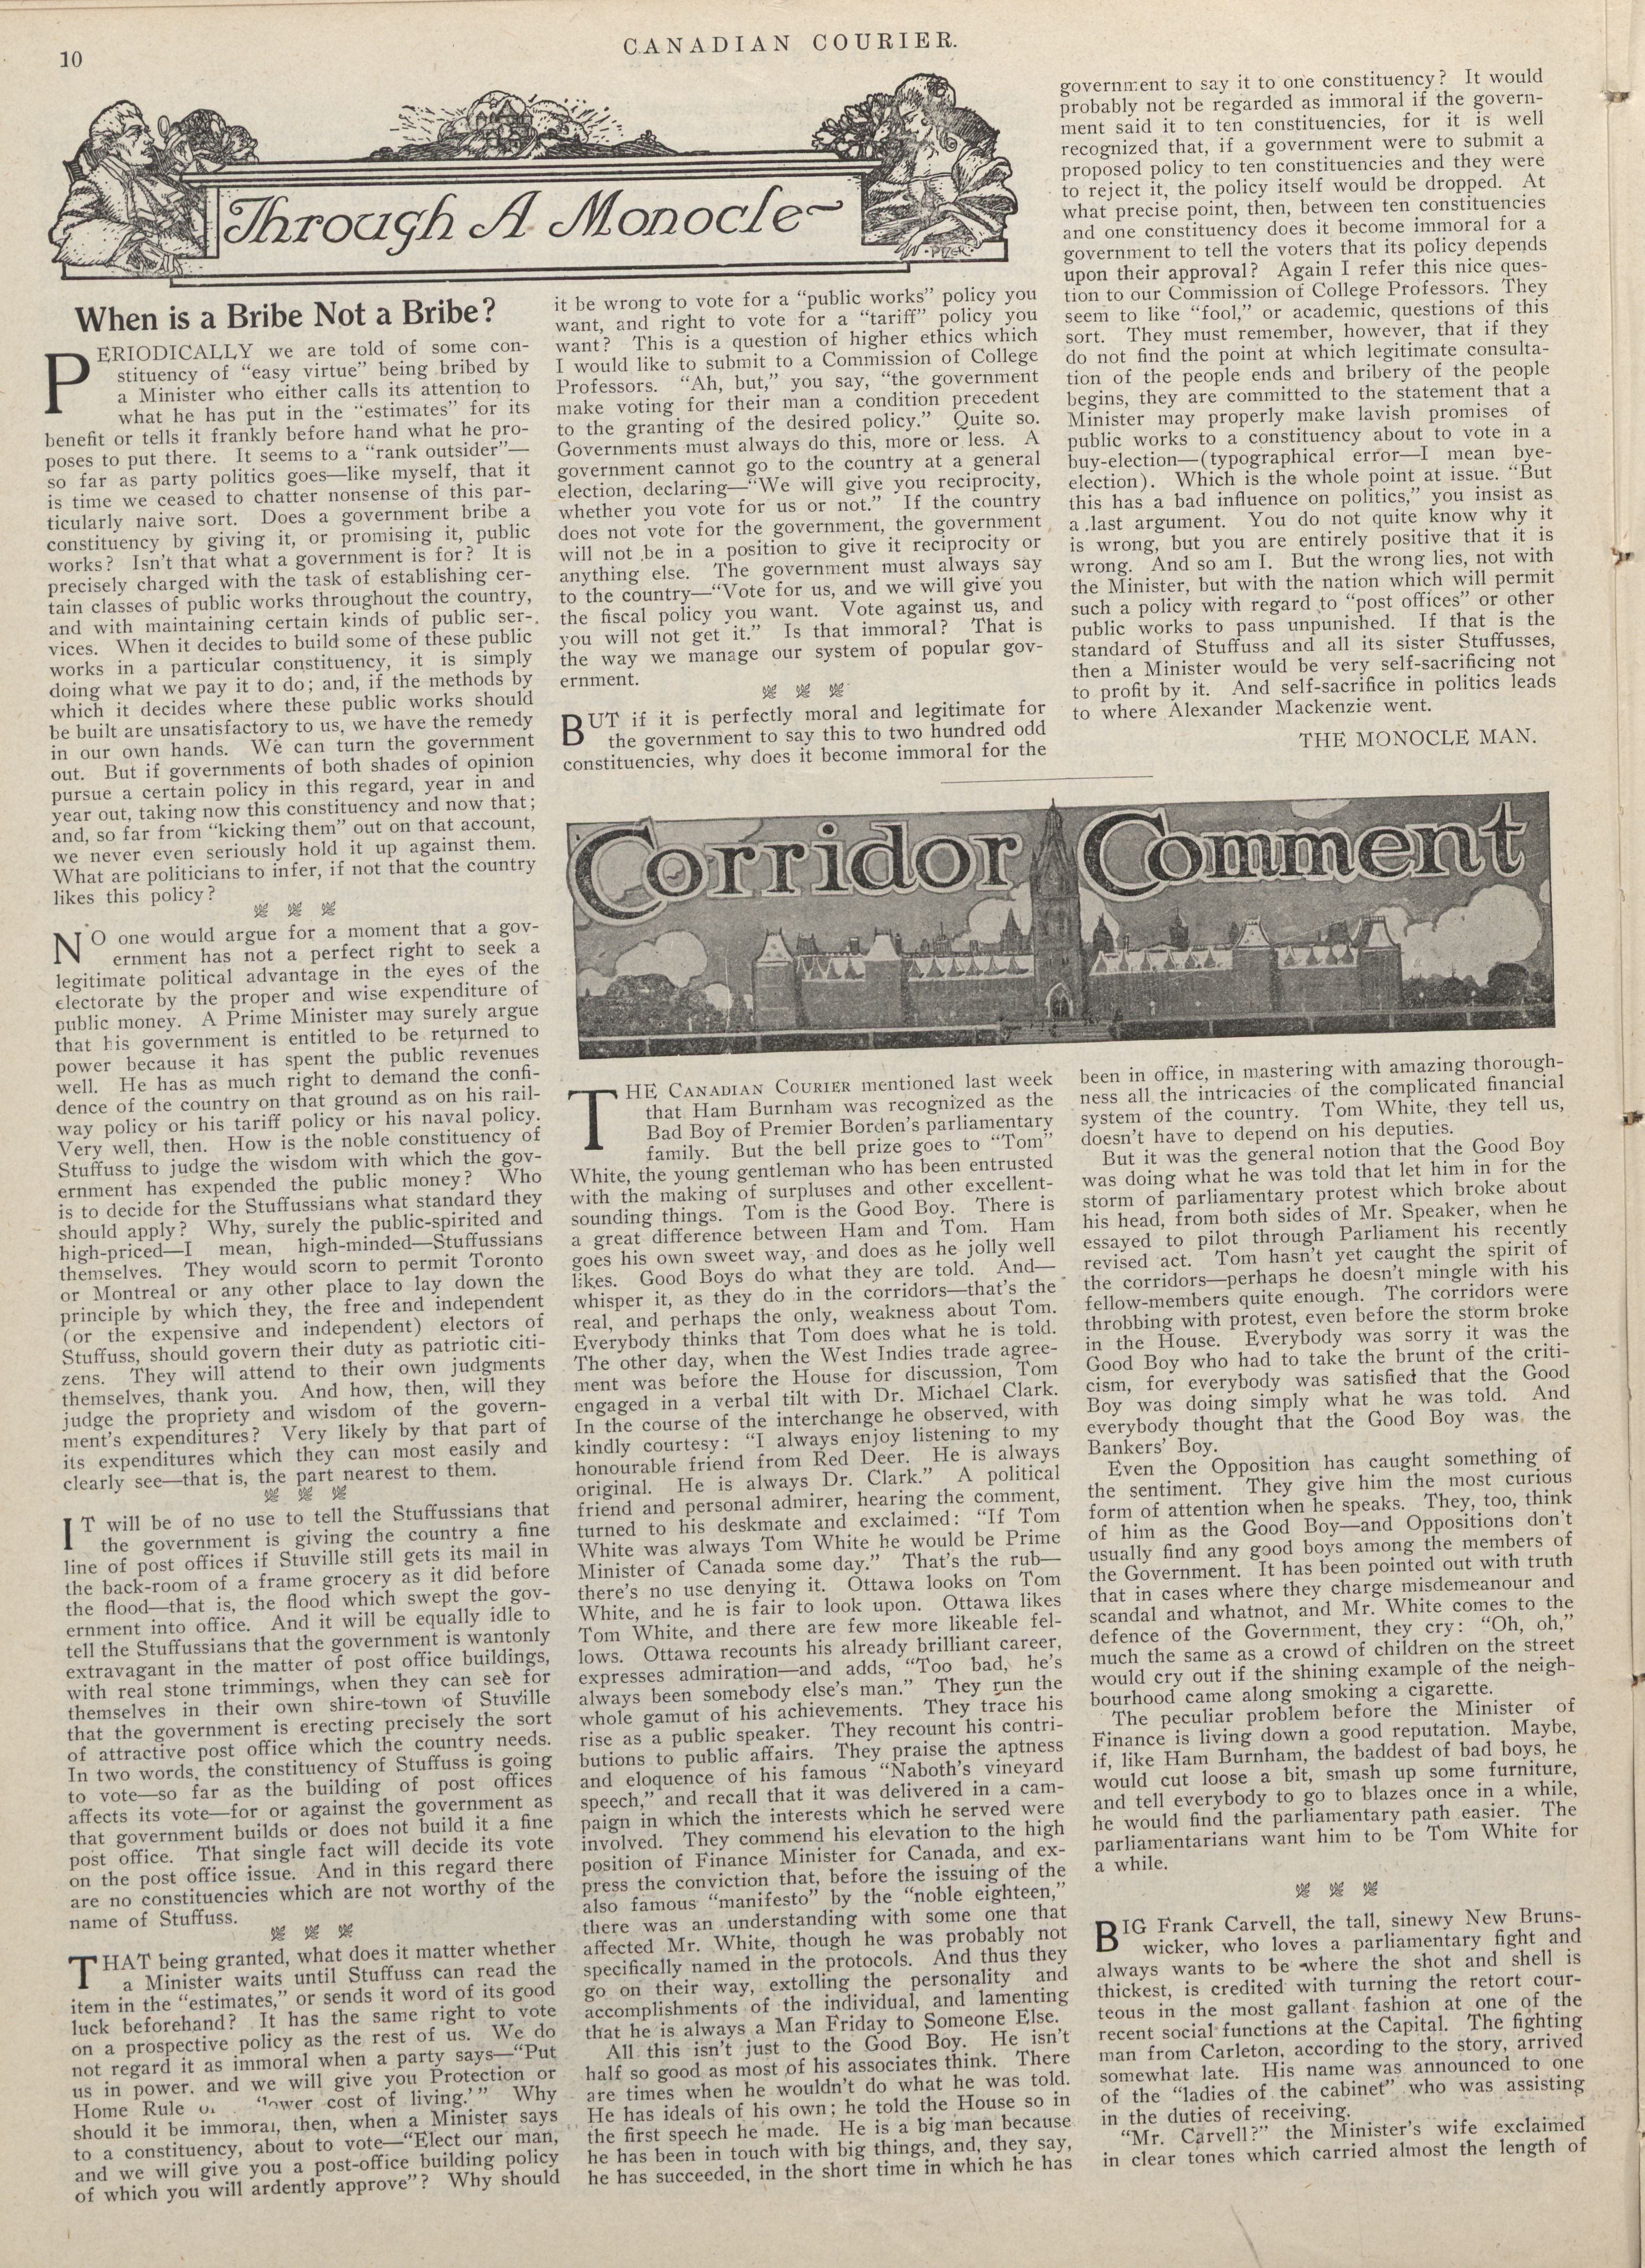 10
CANADIAN COURIER.
Through A Monocle
PIZER
When is a Bribe Not a Bribe?
PERIODICALLY we are told of some con-
stituency of "easy virtue" being bribed by
a Minister who either calls its attention to
what he has put in the "estimates" for its
benefit or tells it frankly before hand what he pro-
poses to put there. It seems to a "rank outsider"—
so far as party politics goes—like myself, that it
is time we ceased to chatter nonsense of this par-
ticularly naive sort. Does a government bribe a
constituency by giving it, or promising it, public
works? Isn't that what a government is for? It is
precisely charged with the task of establishing cer-
tain classes of public works throughout the country,
and with maintaining certain kinds of public ser-
vices. When it decides to build some of these public
works in a particular constituency, it is simply
doing what we pay it to do; and, if the methods by
which it decides where these public works should
be built are unsatisfactory to us, we have the remedy
in our own hands. We can turn the government
out. But if governments of both shades of opinion
pursue a certain policy in this regard, year in and
year out, taking now this constituency and now that;
and, so far from "kicking them" out on that account,
we never even seriously hold it up against them.
What are politicians to infer, if not that the country
likes this policy?
NO one would argue for a moment that a gov-
ernment has not a perfect right to seek a
legitimate political advantage in the eyes of the
electorate by the proper and wise expenditure of
public money. A Prime Minister may surely argue
that his government is entitled to be returned to
power because it has spent the public revenues
well. He has as much right to demand the confi-
dence of the country on that ground as on his rail-
way policy or his tariff policy or his naval policy.
Very well, then. How is the noble constituency of
Stuffuss to judge the wisdom with which the gov-
ernment has expended the public money? Who
is to decide for the Stuffussians what standard they
should apply? Why, surely the public-spirited and
high-priced—I mean, high-minded—Stuffussians
themselves. They would scorn to permit Toronto
or Montreal or any other place to lay down the
principle by which they, the free and independent
(or the expensive and independent) electors of
Stuffuss, should govern their duty as patriotic citi-
zens. They will attend to their own judgments
themselves, thank you. And how, then, will they
judge the propriety and wisdom of the govern-
ment's expenditures? Very likely by that part of
its expenditures which they can most easily and
clearly see—that is, the part nearest to them.
IT will be of no use to tell the Stuffussians that
the government is giving the country a fine
line of post offices if Stuville still gets its mail in
the back-room of a frame grocery as it did before
the flood—that is, the flood which swept the gov-
ernment into office. And it will be equally idle to
tell the Stuffussians that the government is wantonly
extravagant in the matter of post office buildings,
with real stone trimmings, when they can see for
themselves in their own shire-town of Stuville
that the government is erecting precisely the sort
of attractive post office which the country needs.
In two words, the constituency of Stuffuss is going
to vote—so far as the building of post offices
affects its vote—for or against the government as
that government builds or does not build it a fine
post office. That single fact will decide its vote
on the post office issue. And in this regard there
are no constituencies which are not worthy of the
name of Stuffuss.
THAT being granted, what does it matter whether
a Minister waits until Stuffuss can read the
item in the "estimates," or sends it word of its good
luck beforehand? It has the same right to vote
on a prospective policy as the rest of us. We do
not regard it as immoral when a party says—"Put
us in power, and we will give you Protection or
Home Rule or 'lower cost of living.'" Why
should it be immoral, then, when a Minister says
to a constituency, about to vote—"Elect our man,
and we will give you a post-office building policy
of which you will ardently approve"? Why should
it be wrong to vote for a "public works" policy you
want, and right to vote for a "tariff" policy you
want? This is a question of higher ethics which
I would like to submit to a Commission of College
Professors. "Ah, but," you say, "the government
make voting for their man a condition precedent
to the granting of the desired policy." Quite so.
Governments must always do this, more or less. A
government cannot go to the country at a general
election, declaring—"We will give you reciprocity,
whether you vote for us or not." If the country
does not vote for the government, the government
will not be in a position to give it reciprocity or
anything else. The government must always say
to the country—"Vote for us, and we will give you
the fiscal policy you want. Vote against us, and
you will not get it." Is that immoral? That is
the way we manage our system of popular gov-
ernment.
BUT if it is perfectly moral and legitimate for
the government to say this to two hundred odd
constituencies, why does it become immoral for the
government to say it to one constituency? It would
probably not be regarded as immoral if the govern-
ment said it to ten constituencies, for it is well
recognized that, if a government were to submit a
proposed policy to ten constituencies and they were
to reject it, the policy itself would be dropped. At
what precise point, then, between ten constituencies
and one constituency does it become immoral for a
government to tell the voters that its policy depends
upon their approval? Again I refer this nice ques-
tion to our Commission of College Professors. They
seem to like "fool," or academic, questions of this
sort. They must remember, however, that if they
do not find the point at which legitimate consulta-
tion of the people ends and bribery of the people
begins, they are committed to the statement that a
Minister may properly make lavish promises of
public works to a constituency about to vote in a
buy-election—(typographical error—I mean bye-
election). Which is the whole point at issue. "But
this has a bad influence on politics," you insist as
a last argument. You do not quite know why it
is wrong, but you are entirely positive that it is
wrong. And so am I. But the wrong lies, not with
the Minister, but with the nation which will permit
such a policy with regard to "post offices" or other
public works to pass unpunished. If that is the
standard of Stuffuss and all its sister Stuffusses,
then a Minister would be very self-sacrificing not
to profit by it. And self-sacrifice in politics leads
to where Alexander Mackenzie went.
THE MONOCLE MAN.
Corridor Comment
THE CANADIAN COURIER mentioned last week
that Ham Burnham was recognized as the
Bad Boy of Premier Borden's parliamentary
family. But the bell prize goes to "Tom"
White, the young gentleman who has been entrusted
with the making of surpluses and other excellent-
sounding things. Tom is the Good Boy. There is
a great difference between Ham and Tom. Ham
goes his own sweet way, and does as he jolly well
likes. Good Boys do what they are told. And—
whisper it, as they do in the corridors—that's the
real, and perhaps the only, weakness about Tom.
Everybody thinks that Tom does what he is told.
The other day, when the West Indies trade agree-
ment was before the House for discussion, Tom
engaged in a verbal tilt with Dr. Michael Clark.
In the course of the interchange he observed, with
kindly courtesy: "I always enjoy listening to my
honourable friend from Red Deer. He is always
original. He is always Dr. Clark." A political
friend and personal admirer, hearing the comment,
turned to his deskmate and exclaimed: "If Tom
White was always Tom White he would be Prime
Minister of Canada some day." That's the rub—
there's no use denying it. Ottawa looks on Tom
White, and he is fair to look upon. Ottawa likes
Tom White, and there are few more likeable fel-
lows. Ottawa recounts his already brilliant career,
expresses admiration—and adds, "Too bad, he's
always been somebody else's man." They run the
whole gamut of his achievements. They trace his
rise as a public speaker. They recount his contri-
butions to public affairs. They praise the aptness
and eloquence of his famous "Naboth's vineyard
speech," and recall that it was delivered in a cam-
paign in which the interests which he served were
involved. They commend his elevation to the high
position of Finance Minister for Canada, and ex-
press the conviction that, before the issuing of the
also famous "manifesto" by the "noble eighteen,"
there was an understanding with some one that
affected Mr. White, though he was probably not
specifically named in the protocols. And thus they
go on their way, extolling the personality and
accomplishments of the individual, and lamenting
that he is always a Man Friday to Someone Else.
All this isn't just to the Good Boy. He isn't
half so good as most of his associates think. There
are times when he wouldn't do what he was told.
He has ideals of his own; he told the House so in
the first speech he made. He is a big man because
he has been in touch with big things, and, they say,
he has succeeded, in the short time in which he has
been in office, in mastering with amazing thorough-
ness all the intricacies of the complicated financial
system of the country. Tom White, they tell us,
doesn't have to depend on his deputies.
But it was the general notion that the Good Boy
was doing what he was told that let him in for the
storm of parliamentary protest which broke about
his head, from both sides of Mr. Speaker, when he
essayed to pilot through Parliament his recently
revised act. Tom hasn't yet caught the spirit of
the corridors—perhaps he doesn't mingle with his
fellow-members quite enough. The corridors were
throbbing with protest, even before the storm broke
in the House. Everybody was sorry it was the
Good Boy who had to take the brunt of the criti-
cism, for everybody was satisfied that the Good
Boy was doing simply what he was told. And
everybody thought that the Good Boy was the
Bankers' Boy.
Even the Opposition has caught something of
the sentiment. They give him the most curious
form of attention when he speaks. They, too, think
of him as the Good Boy—and Oppositions don't
usually find any good boys among the members of
the Government. It has been pointed out with truth
that in cases where they charge misdemeanour and
scandal and whatnot, and Mr. White comes to the
defence of the Government, they cry: "Oh, oh,"
much the same as a crowd of children on the street
would cry out if the shining example of the neigh-
bourhood came along smoking a cigarette.
The peculiar problem before the Minister of
Finance is living down a good reputation. Maybe,
if, like Ham Burnham, the baddest of bad boys, he
would cut loose a bit, smash up some furniture,
and tell everybody to go to blazes once in a while,
he would find the parliamentary path easier. The
parliamentarians want him to be Tom White for
a while.
BIG Frank Carvell, the tall, sinewy New Bruns-
wicker, who loves a parliamentary fight and
always wants to be where the shot and shell is
thickest, is credited with turning the retort cour-
teous in the most gallant fashion at one of the
recent social functions at the Capital. The fighting
man from Carleton, according to the story, arrived
somewhat late. His name was announced to one
of the "ladies of the cabinet" who was assisting
in the duties of receiving.
"Mr. Carvell?" the Minister's wife exclaimed
in clear tones which carried almost the length of